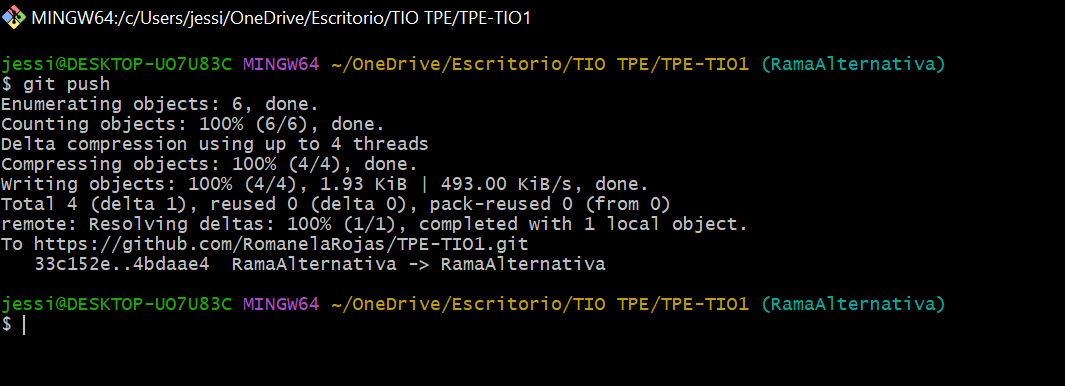 MINGW64:/c/Users/jessi/OneDrive/Escritorio/TIO TPE/TPE-TIO1
jessi@DESKTOP-UO7U83C MINGW64 ~/OneDrive/Escritorio/TIO TPE/TPE-TIO1 (RamaAlternativa)
$ git push
Enumerating objects: 6, done.
Counting objects: 100% (6/6), done.
Delta compression using up to 4 threads
Compressing objects: 100% (4/4), done.
Writing objects: 100% (4/4), 1.93 KiB | 493.00 KiB/s, done.
Total 4 (delta 1), reused 0 (delta 0), pack-reused 0 (from 0)
remote: Resolving deltas: 100% (1/1), completed with 1 local object.
To https://github.com/RomanelaRojas/TPE-TIO1.git
   33c152e..4bdaae4  RamaAlternativa -> RamaAlternativa
jessi@DESKTOP-UO7U83C MINGW64 ~/OneDrive/Escritorio/TIO TPE/TPE-TIO1 (RamaAlternativa)
$